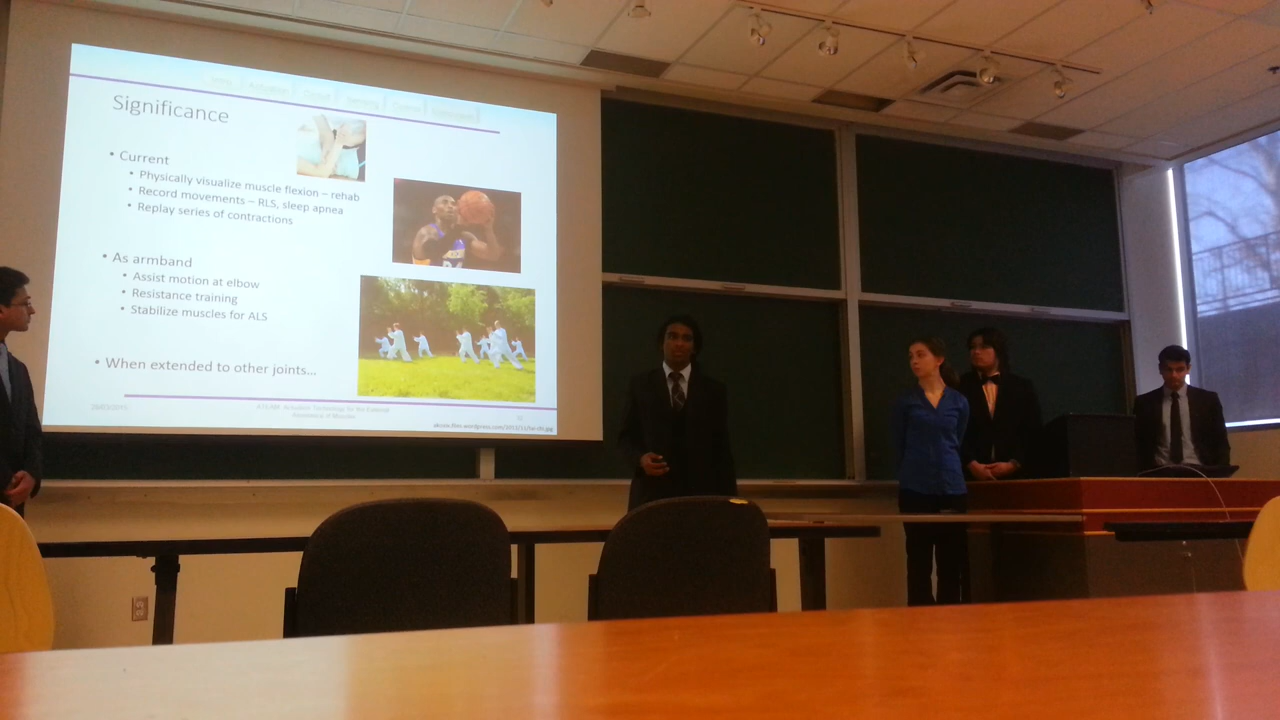 Significance
• Current
• Physically visualize muscle flexion – rehab
• Record movements – RLS, sleep apnea
• Replay series of contractions
• As armband
• Assist motion at elbow
• Resistance training
• Stabilize muscles for ALS
• When extended to other joints...